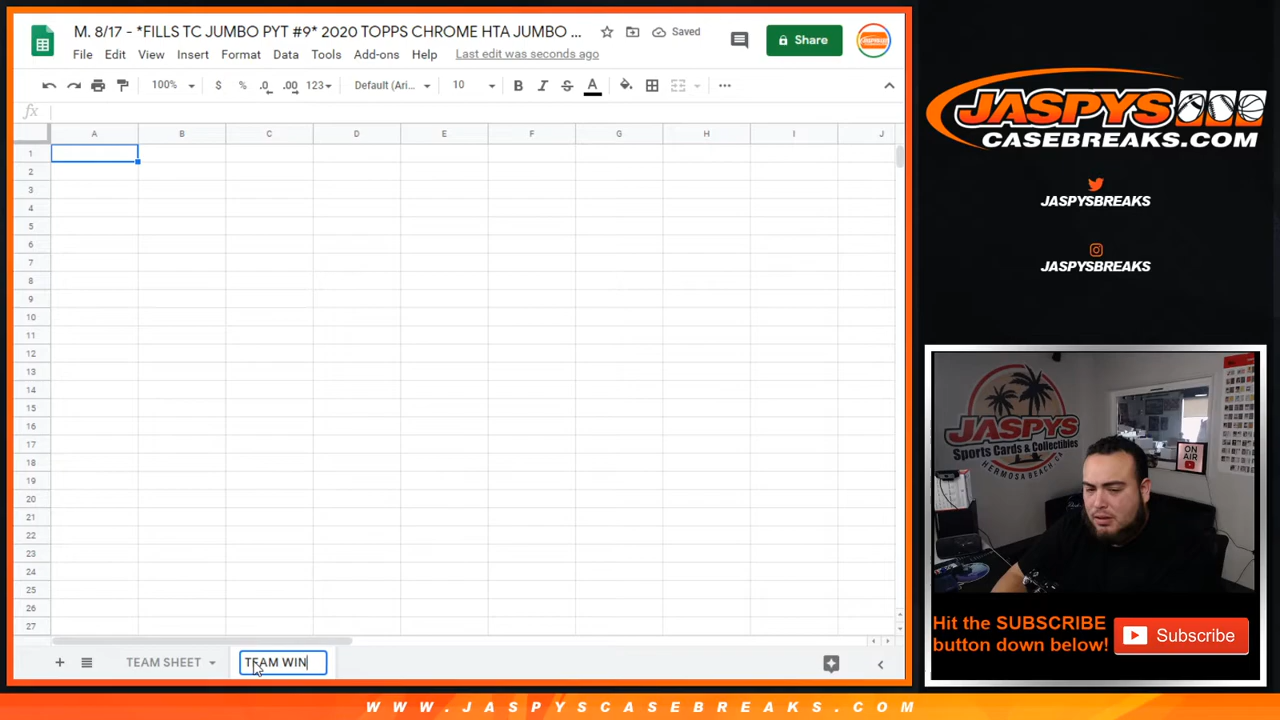 M. 8/17 - *FILLS TC JUMBO PYT #9* 2020 TOPPS CHROME HTA JUMBO ...
Saved
Share
File Edit View Insert Format Data Tools Add-ons Help Last edit was seconds ago
100% $ % .0 .00 123 Default (Ari... 10 B I S A ...
fx
A B C D E F G H I J
1
2
3
4
5
6
7
8
9
10
11
12
13
14
15
16
17
18
19
20
21
22
23
24
25
26
27
+ TEAM SHEET TEAM WIN
JASPYS
CASEBREAKS.COM
JASPYSBREAKS
JASPYSBREAKS
JASPYS
Sports Cards & Collectibles
HERMOSA BEACH, CA
ON
AIR
Hit the SUBSCRIBE
button down below!
Subscribe
WWW.JASPYSCASEBREAKS.COM